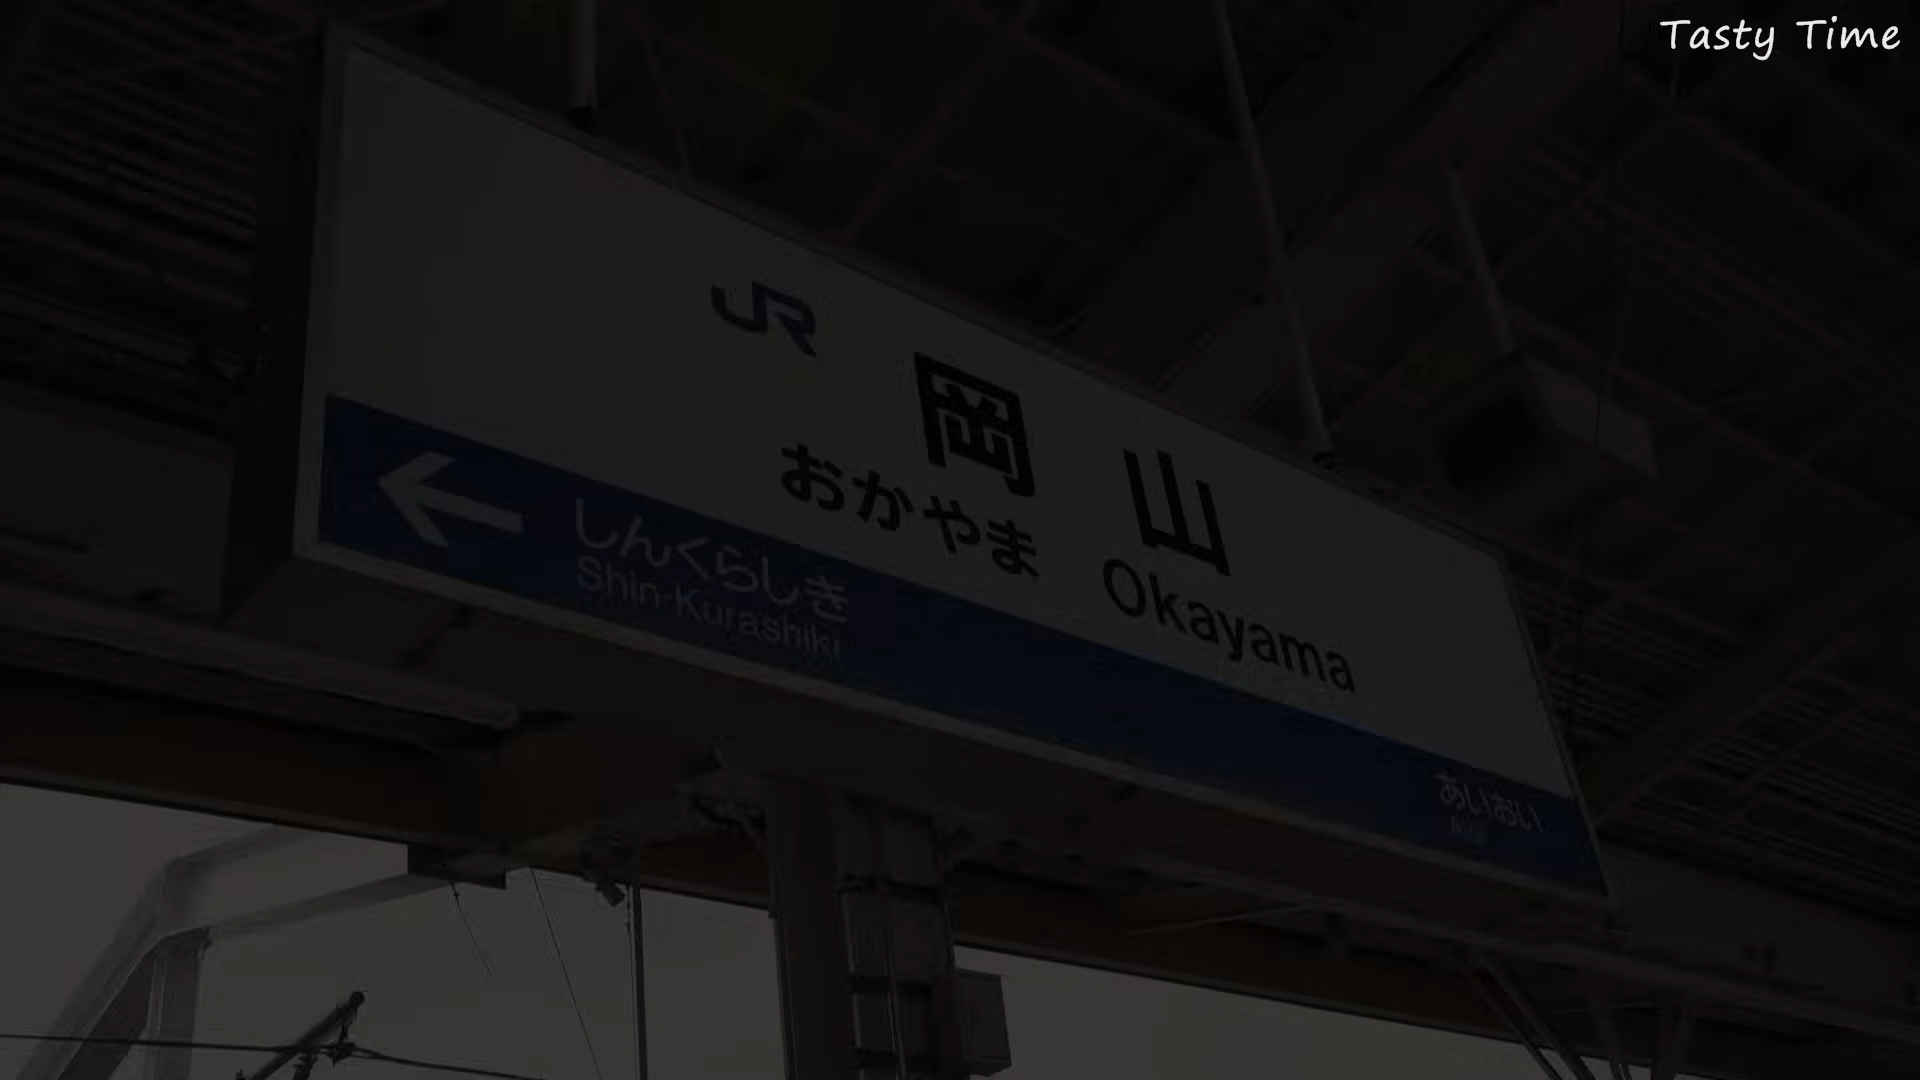 Tasty Time
JR
岡山
おかやま
Okayama
しんくらしき
Shin-Kurashiki
あいおい